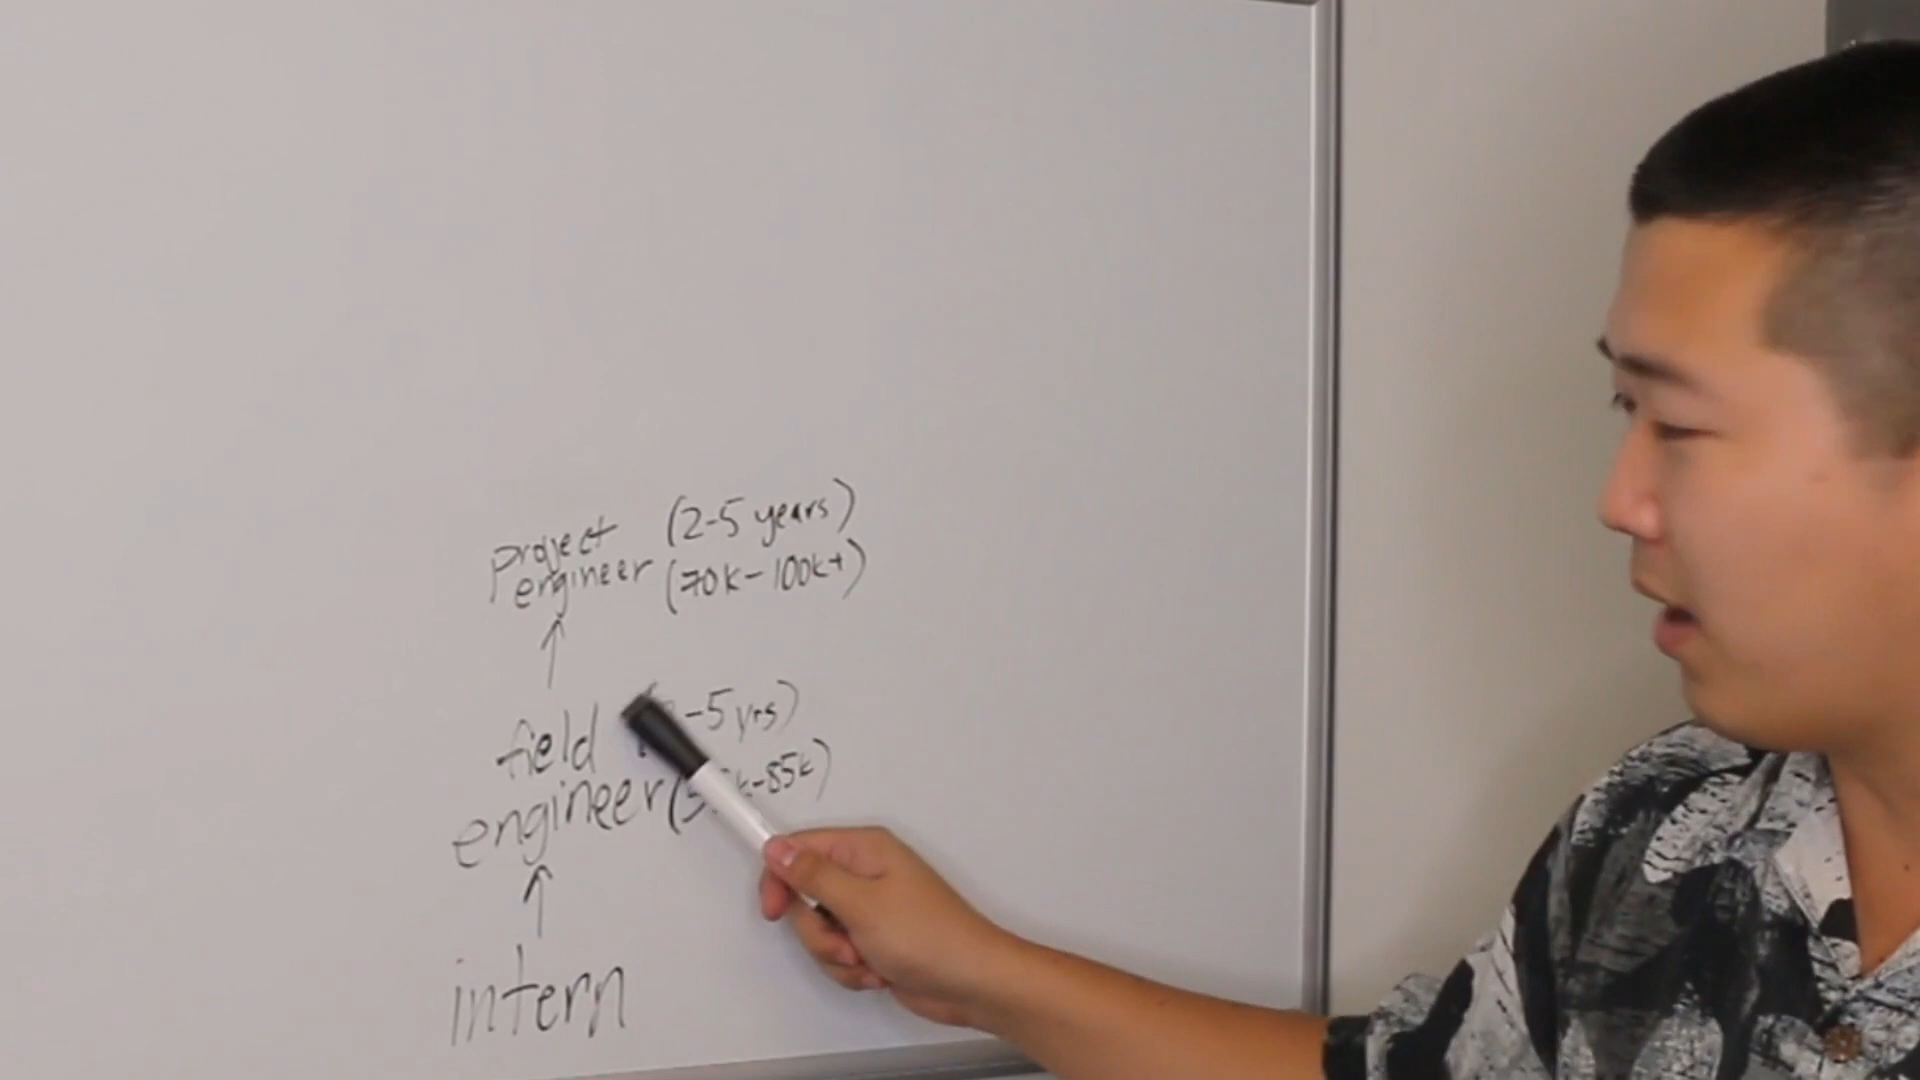 project (2-5 years)
engineer (70k-100k+)
field -5 yrs)
engineer -85k)
intern